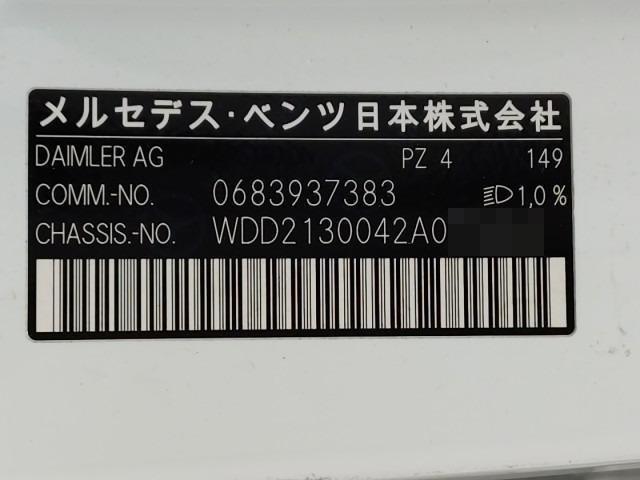 メルセデス・ベンツ日本株式会社
DAIMLER AG PZ 4 149
COMM.-NO. 0683937383 1,0%
CHASSIS.-NO. WDD2130042A0